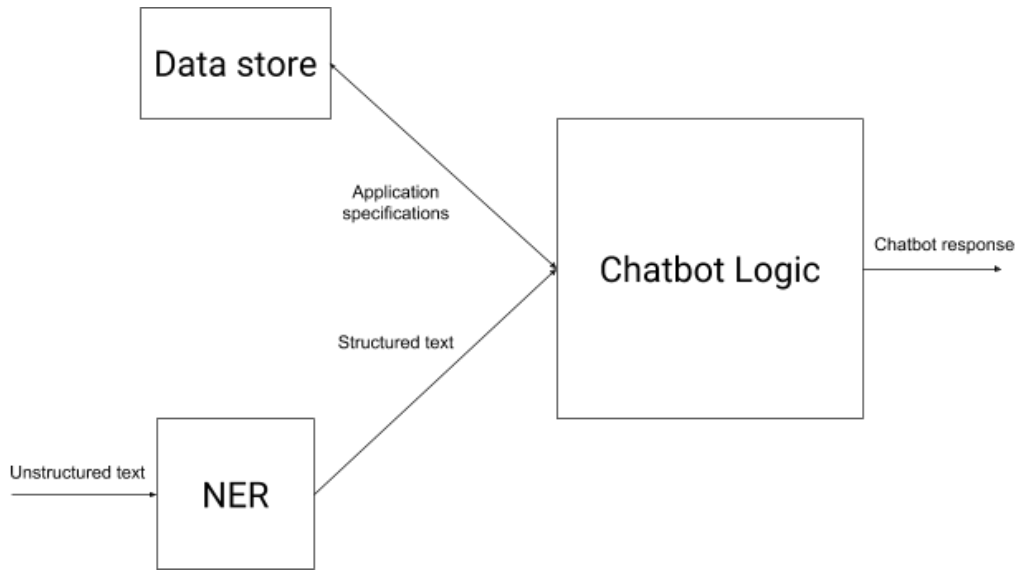 Data store
Application
specifications
Chatbot response
Chatbot Logic
Structured text
Unstructured text
NER